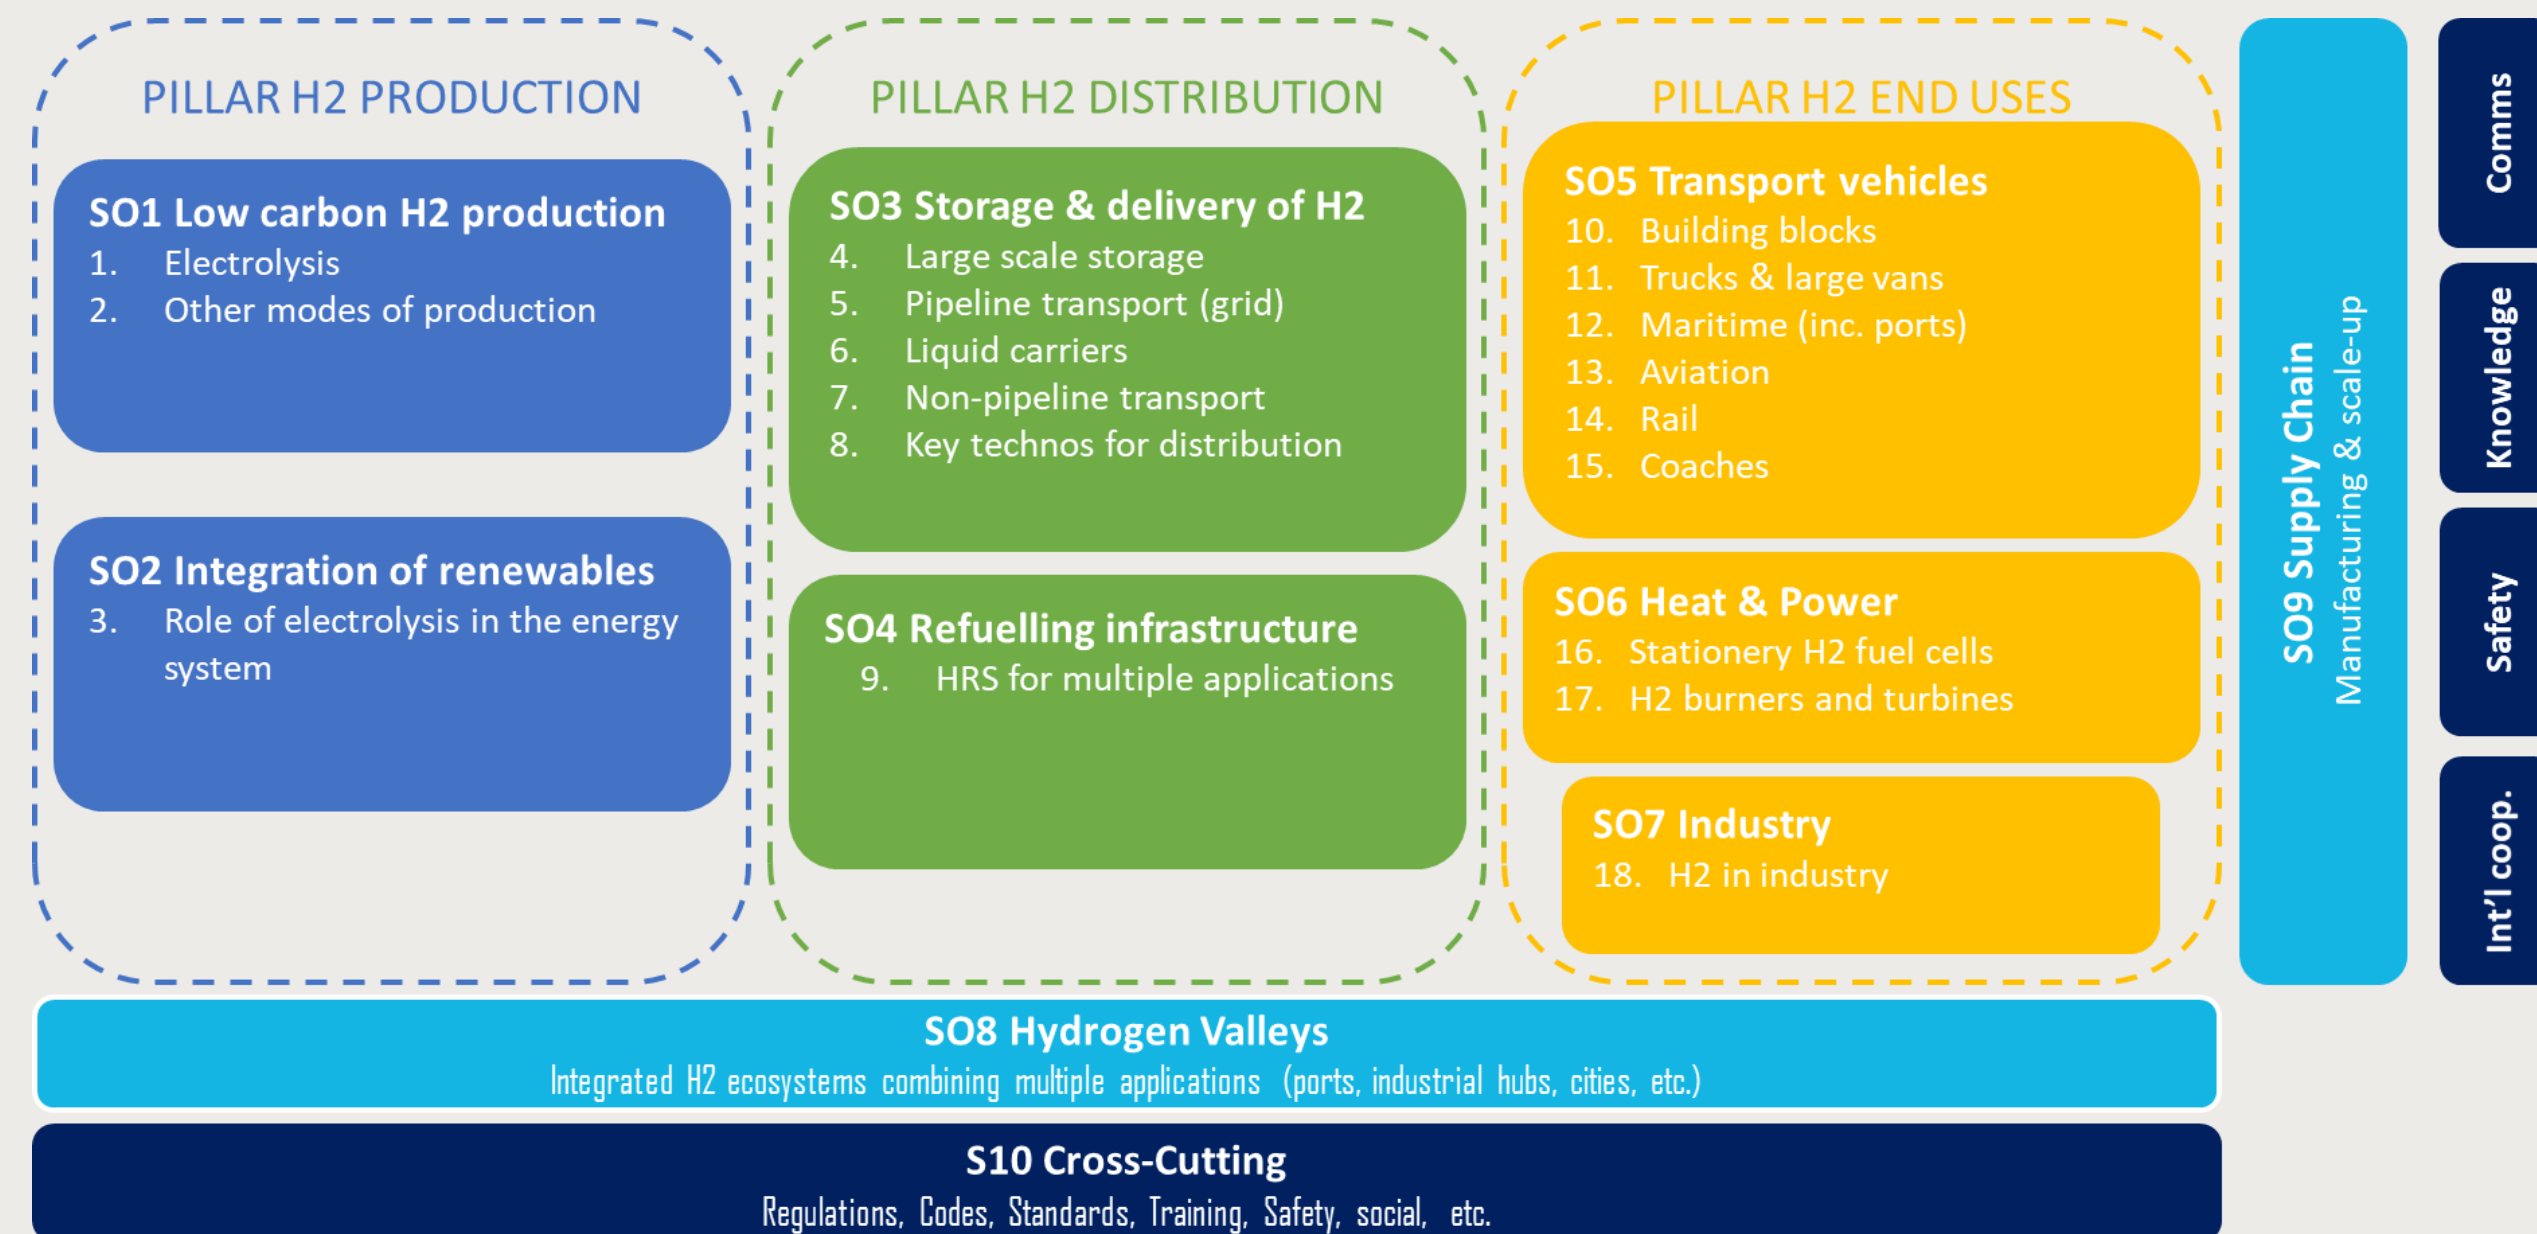 PILLAR H2 PRODUCTION
SO1 Low carbon H2 production
1. Electrolysis
2. Other modes of production
SO2 Integration of renewables
3. Role of electrolysis in the energy
system
PILLAR H2 DISTRIBUTION
SO3 Storage & delivery of H2
4. Large scale storage
5. Pipeline transport (grid)
6. Liquid carriers
7. Non-pipeline transport
8. Key technos for distribution
SO4 Refuelling infrastructure
9. HRS for multiple applications
PILLAR H2 END USES
SO5 Transport vehicles
10. Building blocks
11. Trucks & large vans
12. Maritime (inc. ports)
13. Aviation
14. Rail
15. Coaches
SO6 Heat & Power
16. Stationery H2 fuel cells
17. H2 burners and turbines
SO7 Industry
18. H2 in industry
SO9 Supply Chain
Manufacturing & scale-up
Comms
Knowledge
Safety
Int'l coop.
SO8 Hydrogen Valleys
Integrated H2 ecosystems combining multiple applications (ports, industrial hubs, cities, etc.)
S10 Cross-Cutting
Regulations, Codes, Standards, Training, Safety, social, etc.